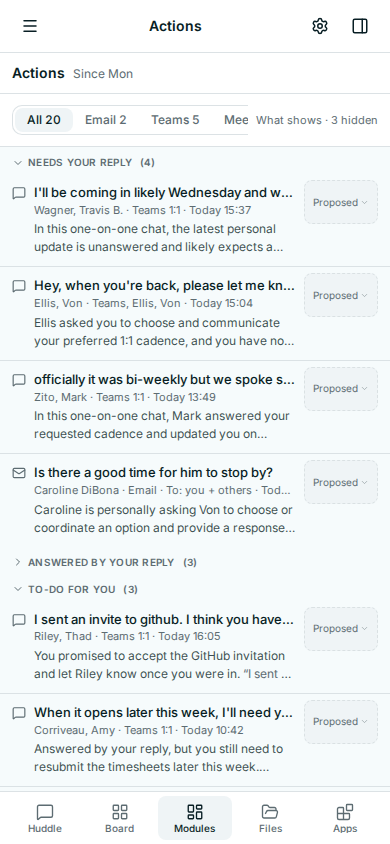 Actions
Actions Since Mon
All 20 Email 2 Teams 5 Mee What shows · 3 hidden
NEEDS YOUR REPLY (4)
I'll be coming in likely Wednesday and w... Proposed
Wagner, Travis B. · Teams 1:1 · Today 15:37
In this one-on-one chat, the latest personal
update is unanswered and likely expects a...
Hey, when you're back, please let me kn... Proposed
Ellis, Von · Teams, Ellis, Von · Today 15:04
Ellis asked you to choose and communicate
your preferred 1:1 cadence, and you have no...
officially it was bi-weekly but we spoke s... Proposed
Zito, Mark · Teams 1:1 · Today 13:49
In this one-on-one chat, Mark answered your
requested cadence and updated you on...
Is there a good time for him to stop by? Proposed
Caroline DiBona · Email · To: you + others · Tod...
Caroline is personally asking Von to choose or
coordinate an option and provide a response...
ANSWERED BY YOUR REPLY (3)
TO-DO FOR YOU (3)
I sent an invite to github. I think you have... Proposed
Riley, Thad · Teams 1:1 · Today 16:05
You promised to accept the GitHub invitation
and let Riley know once you were in. “I sent ...
When it opens later this week, I'll need y... Proposed
Corriveau, Amy · Teams 1:1 · Today 10:42
Answered by your reply, but you still need to
resubmit the timesheets later this week....
Huddle Board Modules Files Apps